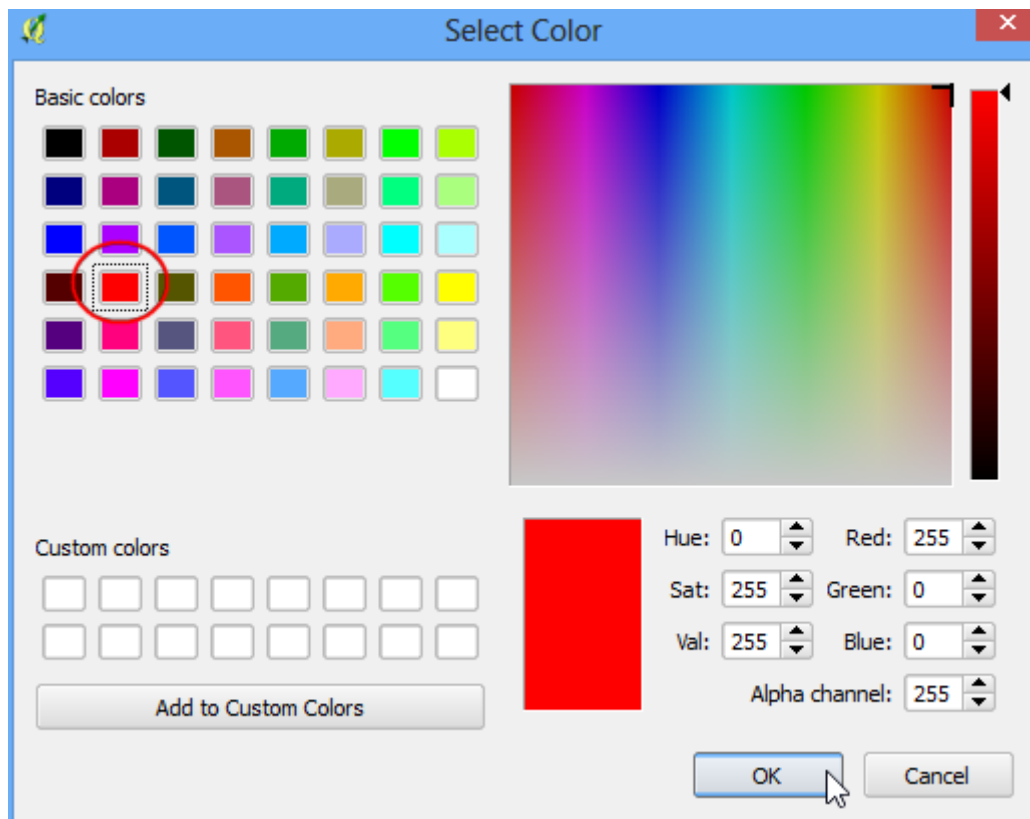 Select Color
Basic colors
Custom colors
Add to Custom Colors
Hue: 0 Red: 255
Sat: 255 Green: 0
Val: 255 Blue: 0
Alpha channel: 255
OK Cancel